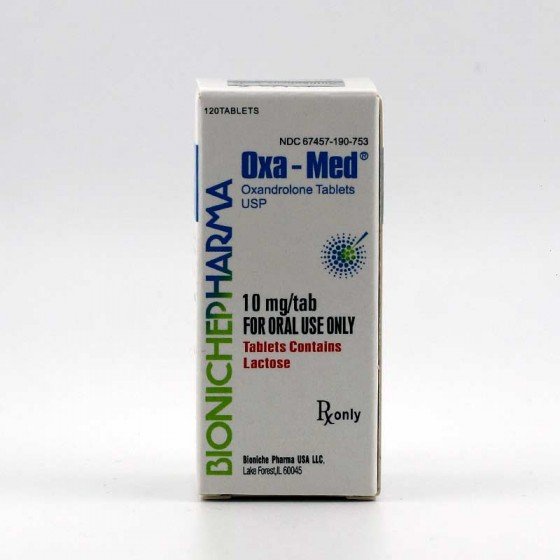 120TABLETS
NDC 67457-190-753
Oxa-Med®
Oxandrolone Tablets
USP
BIONICHEPHARMA
10 mg/tab
FOR ORAL USE ONLY
Tablets Contains
Lactose
Rx only
Bioniche Pharma USA LLC,
Lake Forest,IL 60045